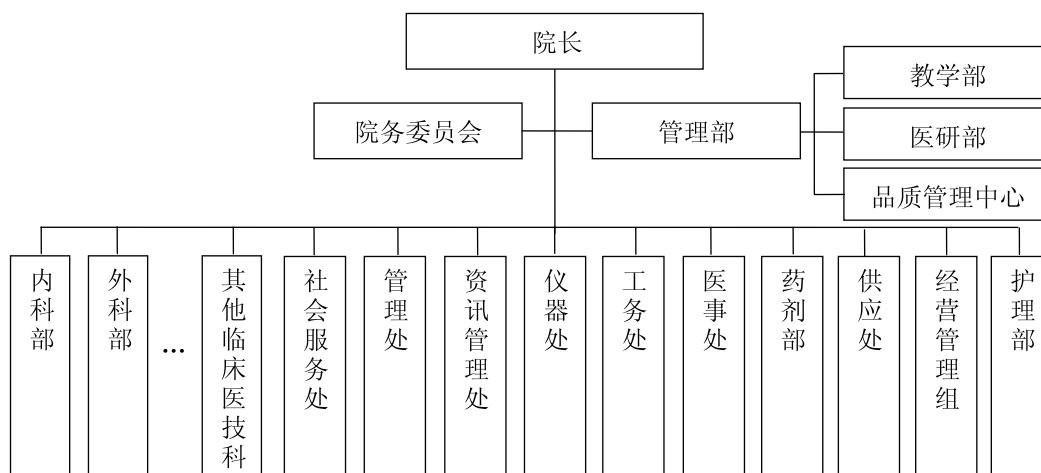 院长
教学部
院务委员会
管理部
医研部
品质管理中心
内科部
外科部
...
其他临床医技科
社会服务处
管理处
资讯管理处
仪器处
工务处
医事处
药剂部
供应处
经营管理组
护理部